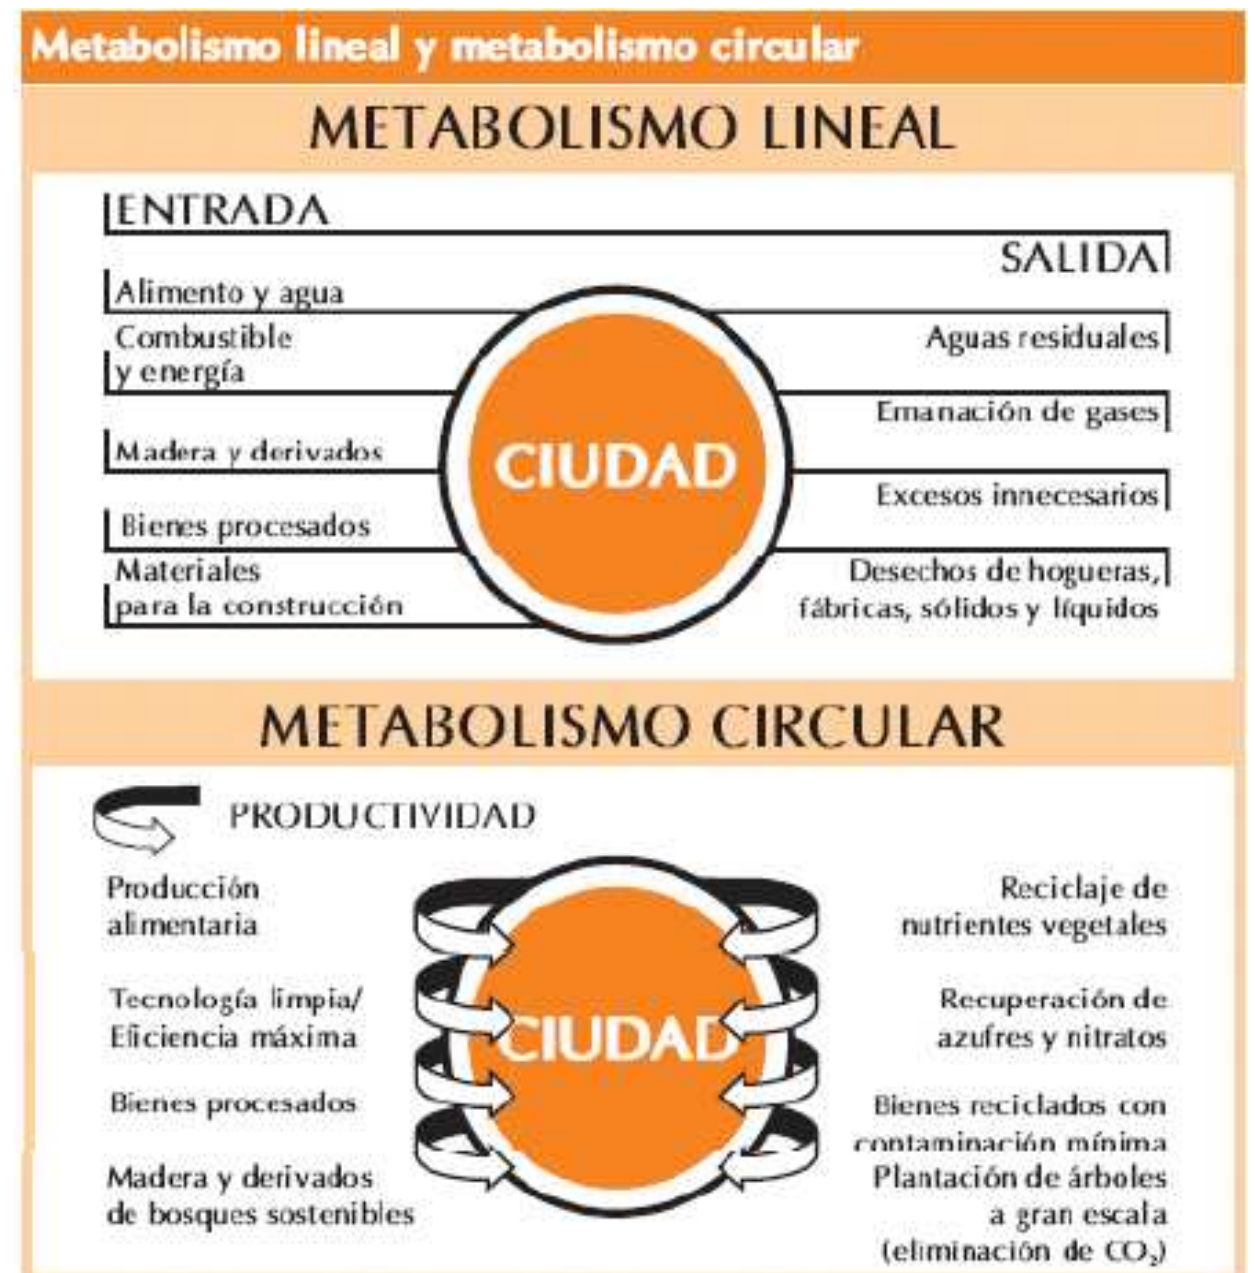 Metabolismo lineal y metabolismo circular
METABOLISMO LINEAL
ENTRADA
SALIDA
Alimento y agua
Combustible
y energía
Madera y derivados
Bienes procesados
Materiales
para la construcción
CIUDAD
Aguas residuales
Emanación de gases
Excesos innecesarios
Desechos de hogueras,
fábricas, sólidos y líquidos
METABOLISMO CIRCULAR
PRODUCTIVIDAD
Producción
alimentaria
Tecnología limpia/
Eficiencia máxima
Bienes procesados
Madera y derivados
de bosques sostenibles
CIUDAD
Reciclaje de
nutrientes vegetales
Recuperación de
azufres y nitratos
Bienes reciclados con
contaminación mínima
Plantación de árboles
a gran escala
(eliminación de CO₂)